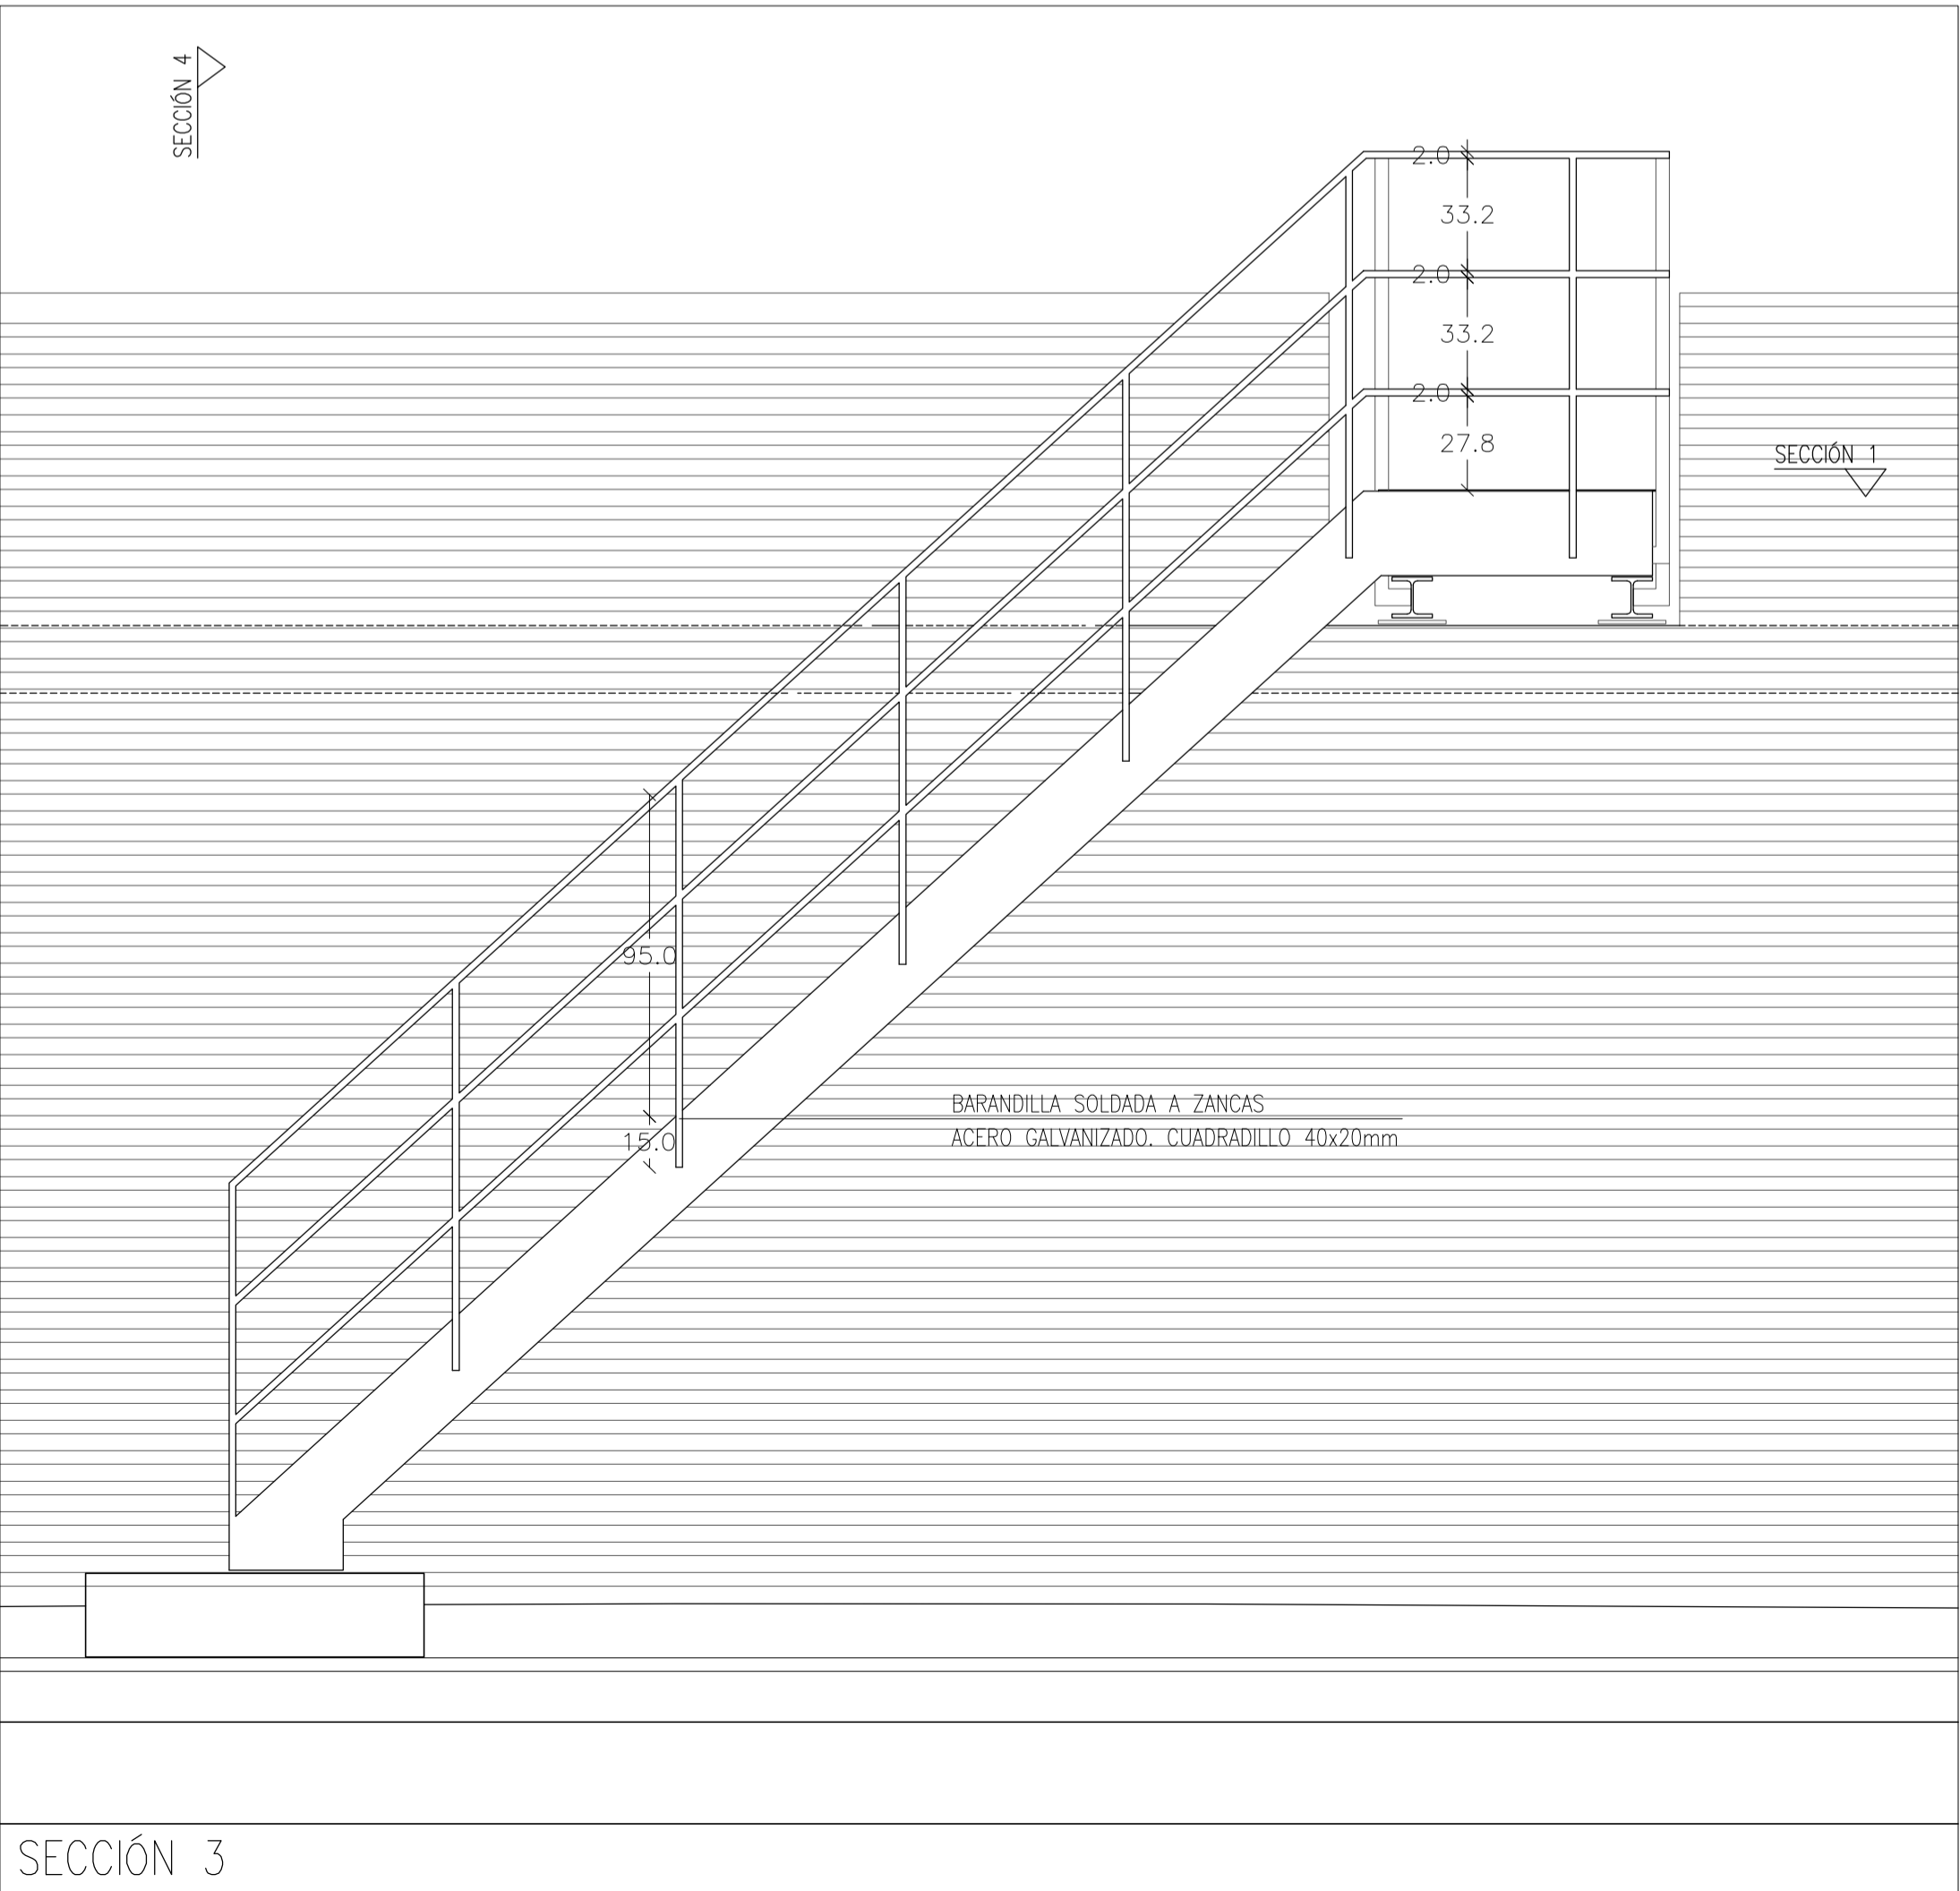 SECCIÓN 4
2.0
33.2
2.0
33.2
2.0
27.8
SECCIÓN 1
95.0
15.0
BARANDILLA SOLDADA A ZANCAS
ACERO GALVANIZADO. CUADRADILLO 40x20mm
SECCIÓN 3